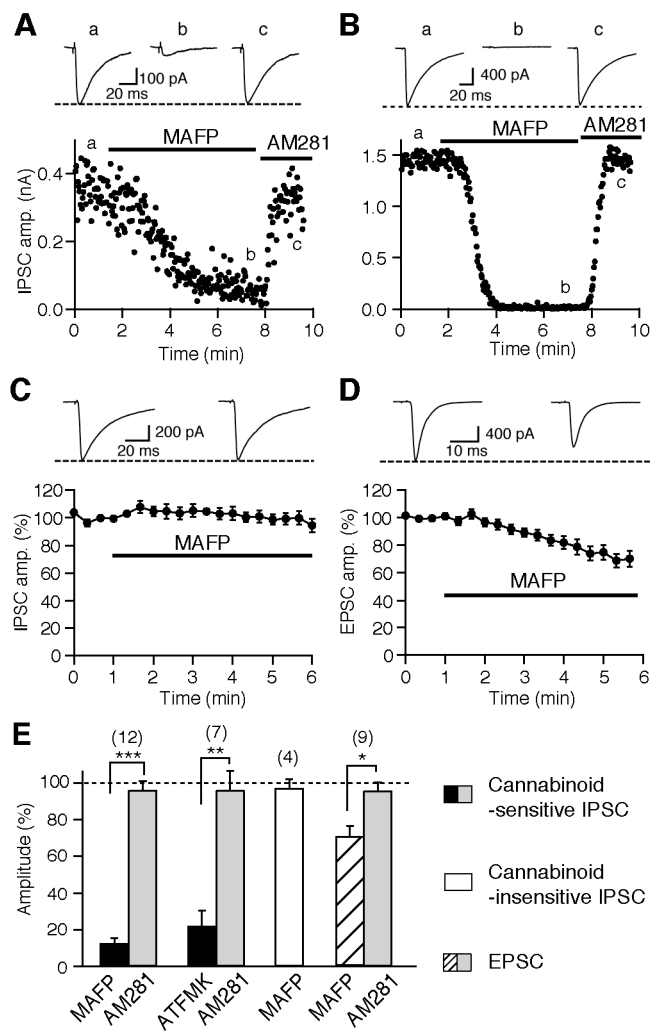 A
B
a b c
a b c
100 pA
20 ms
400 pA
20 ms
MAFP AM281
MAFP AM281
IPSC amp. (nA)
0.4
0.2
0.0
a
b
c
0 2 4 6 8 10
Time (min)
1.5
1.0
0.5
0.0
a
b
c
0 2 4 6 8 10
Time (min)
C
D
200 pA
20 ms
400 pA
10 ms
IPSC amp. (%)
120
100
80
60
40
20
0
MAFP
0 1 2 3 4 5 6
Time (min)
EPSC amp. (%)
120
100
80
60
40
20
0
MAFP
0 1 2 3 4 5 6
Time (min)
E
Amplitude (%)
100
80
60
40
20
0
(12) (7) (4) (9)
*** ** *
MAFP AM281 ATFMK AM281 MAFP MAFP AM281
Cannabinoid
-sensitive IPSC
Cannabinoid
-insensitive IPSC
EPSC